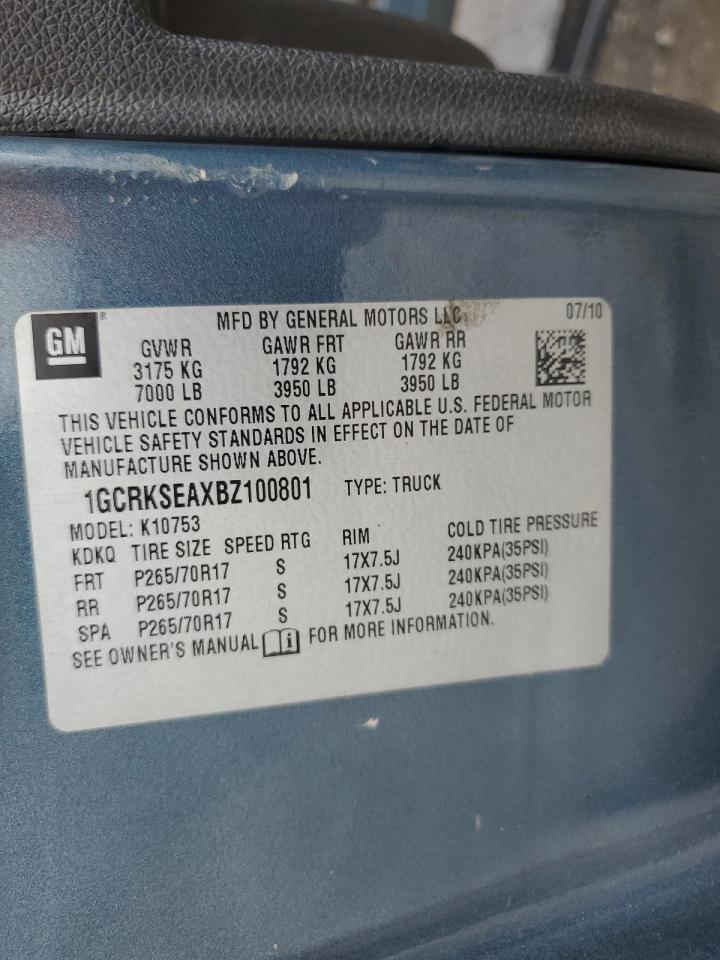 GM ® MFD BY GENERAL MOTORS LLC 07/10
GVWR GAWR FRT GAWR RR
3175 KG 1792 KG 1792 KG
7000 LB 3950 LB 3950 LB
THIS VEHICLE CONFORMS TO ALL APPLICABLE U.S. FEDERAL MOTOR
VEHICLE SAFETY STANDARDS IN EFFECT ON THE DATE OF
MANUFACTURE SHOWN ABOVE.
1GCRKSEAXBZ100801 TYPE: TRUCK
MODEL: K10753
KDKQ TIRE SIZE SPEED RTG RIM COLD TIRE PRESSURE
FRT P265/70R17 S 17X7.5J 240KPA(35PSI)
RR P265/70R17 S 17X7.5J 240KPA(35PSI)
SPA P265/70R17 S 17X7.5J 240KPA(35PSI)
SEE OWNER'S MANUAL i FOR MORE INFORMATION.